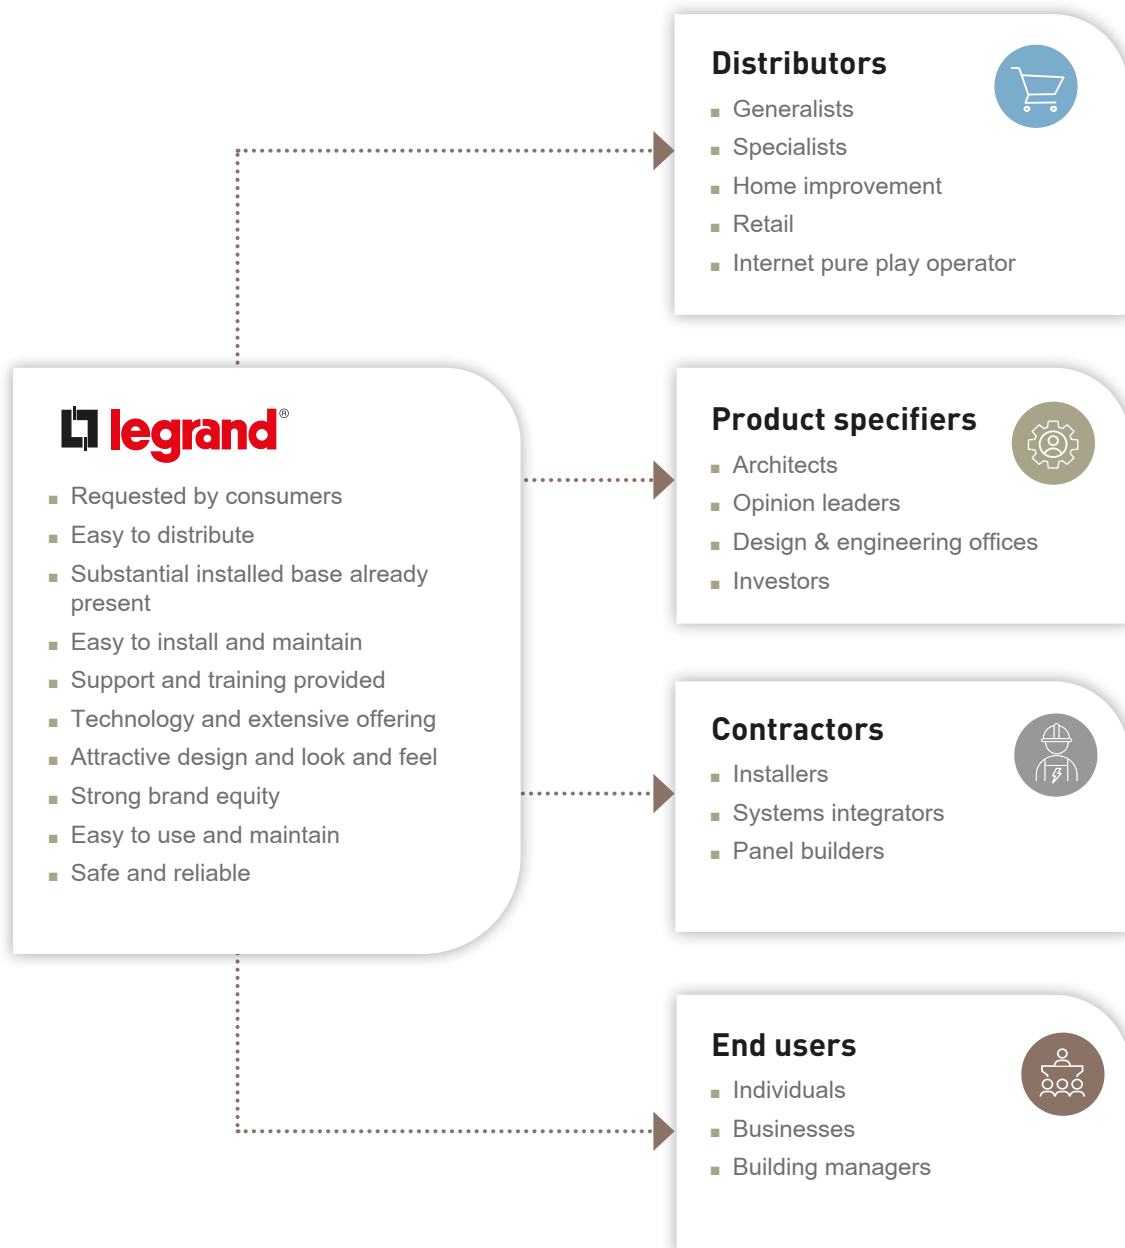 Distributors
Generalists
Specialists
Home improvement
Retail
Internet pure play operator
legrand®
Requested by consumers
Easy to distribute
Substantial installed base already
present
Easy to install and maintain
Support and training provided
Technology and extensive offering
Attractive design and look and feel
Strong brand equity
Easy to use and maintain
Safe and reliable
Product specifiers
Architects
Opinion leaders
Design & engineering offices
Investors
Contractors
Installers
Systems integrators
Panel builders
End users
Individuals
Businesses
Building managers